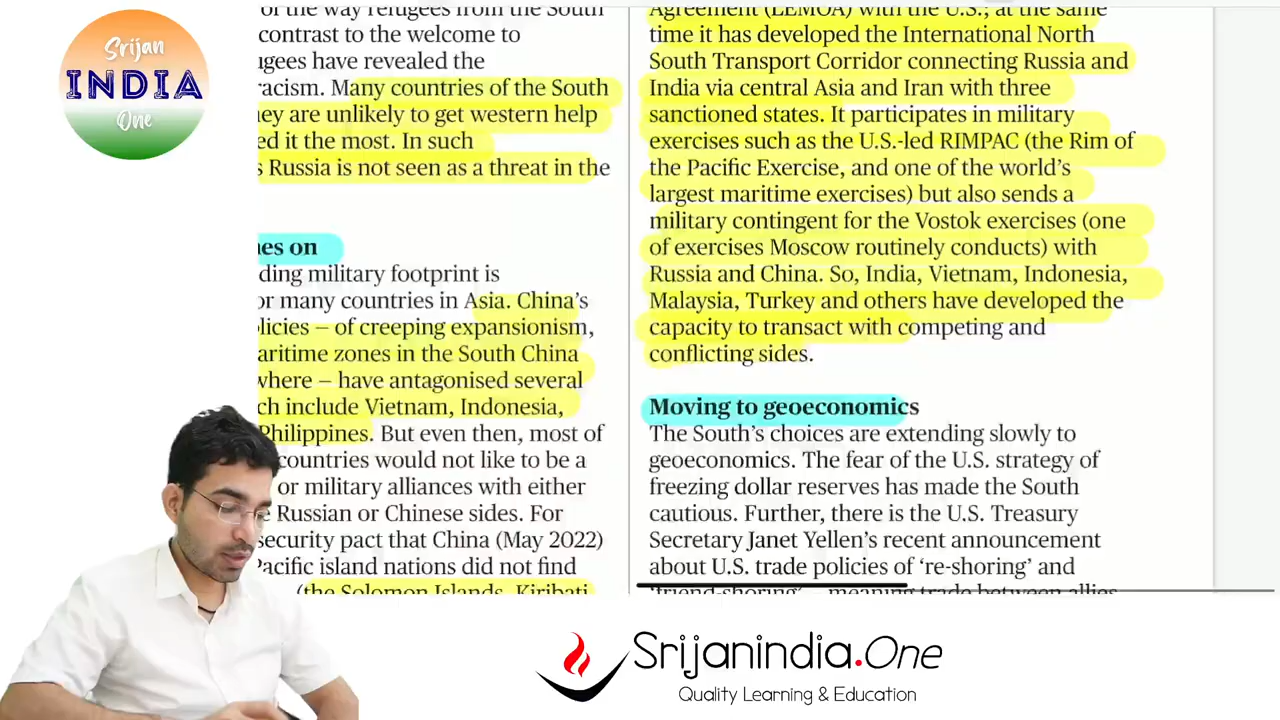 Srijan
INDIA
One
of the way refugees from the South
contrast to the welcome to
ugees have revealed the
racism. Many countries of the South
ey are unlikely to get western help
ed it the most. In such
s Russia is not seen as a threat in the
es on
ding military footprint is
or many countries in Asia. China's
licies – of creeping expansionism,
aritime zones in the South China
where – have antagonised several
ch include Vietnam, Indonesia,
Philippines. But even then, most of
countries would not like to be a
or military alliances with either
e Russian or Chinese sides. For
security pact that China (May 2022)
Pacific island nations did not find
(the Solomon Islands, Kiribati
Agreement (LEMOA) with the U.S., at the same
time it has developed the International North
South Transport Corridor connecting Russia and
India via central Asia and Iran with three
sanctioned states. It participates in military
exercises such as the U.S.-led RIMPAC (the Rim of
the Pacific Exercise, and one of the world's
largest maritime exercises) but also sends a
military contingent for the Vostok exercises (one
of exercises Moscow routinely conducts) with
Russia and China. So, India, Vietnam, Indonesia,
Malaysia, Turkey and others have developed the
capacity to transact with competing and
conflicting sides.
Moving to geoeconomics
The South's choices are extending slowly to
geoeconomics. The fear of the U.S. strategy of
freezing dollar reserves has made the South
cautious. Further, there is the U.S. Treasury
Secretary Janet Yellen's recent announcement
about U.S. trade policies of 're-shoring' and
'friend-shoring' – meaning trade between allies
Srijanindia.One
Quality Learning & Education